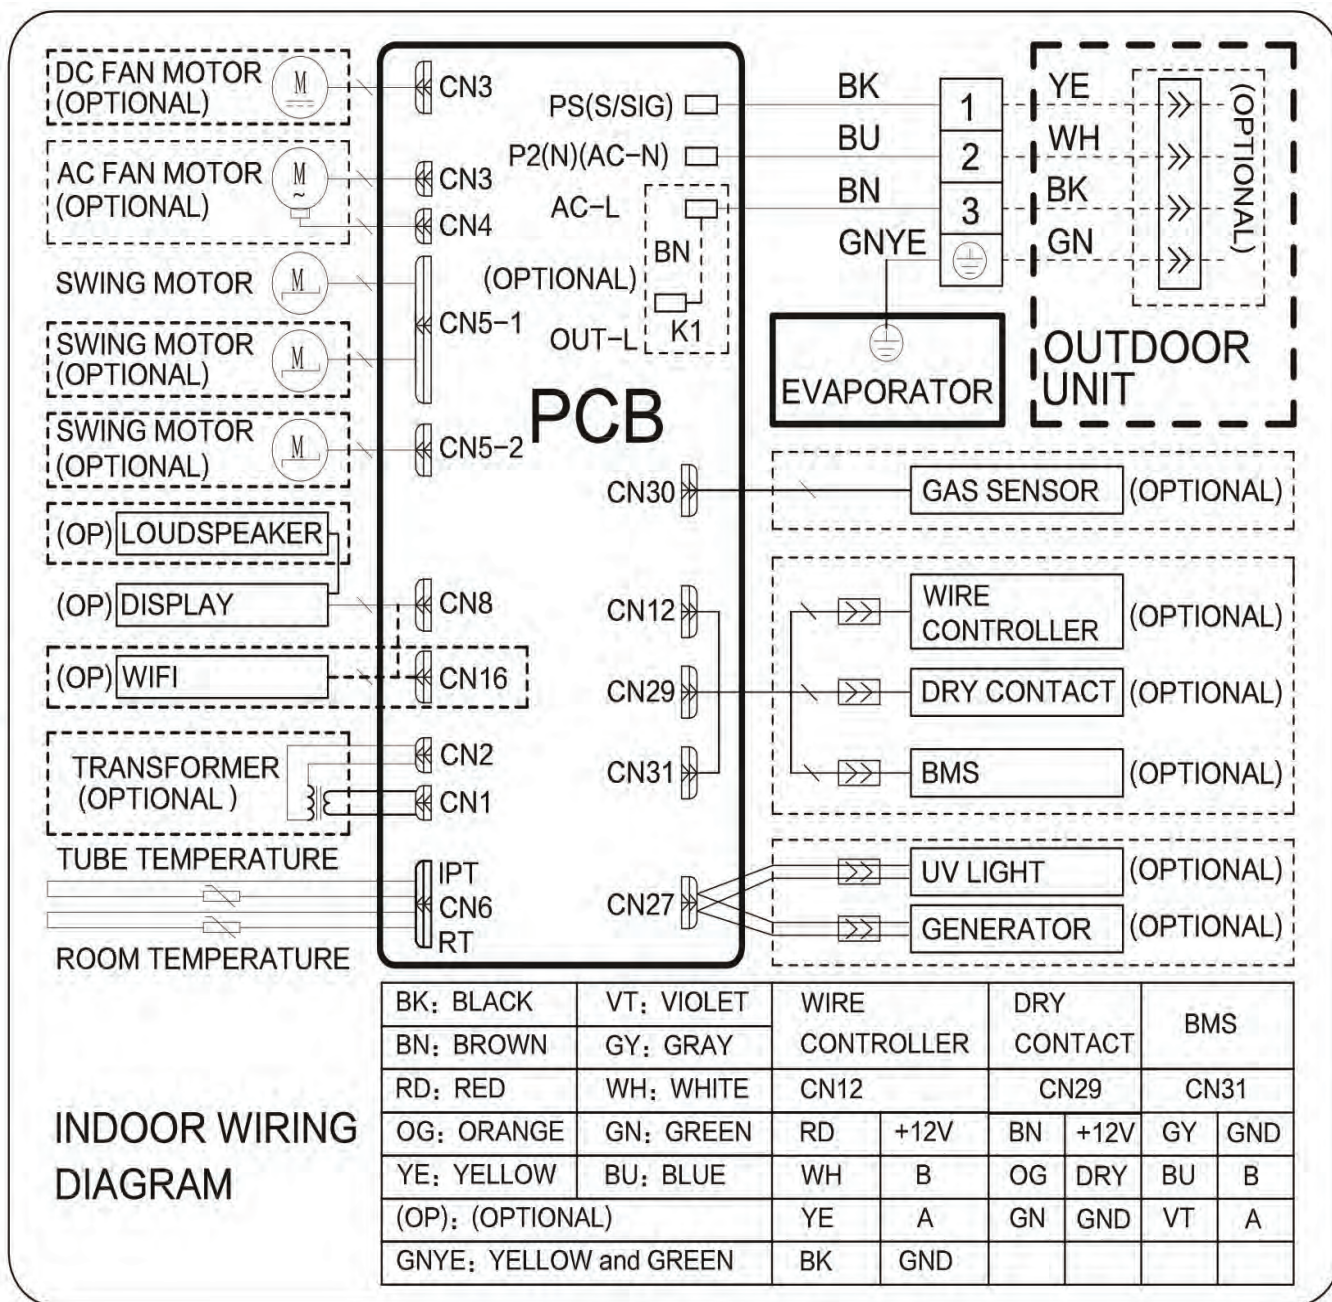 DC FAN MOTOR
(OPTIONAL)
M
CN3
AC FAN MOTOR
(OPTIONAL)
M
~
CN3
CN4
SWING MOTOR
M
SWING MOTOR
(OPTIONAL)
M
CN5-1
SWING MOTOR
(OPTIONAL)
M
CN5-2
(OP) LOUDSPEAKER
(OP) DISPLAY
CN8
(OP) WIFI
CN16
TRANSFORMER
(OPTIONAL)
CN2
CN1
TUBE TEMPERATURE
IPT
CN6
RT
ROOM TEMPERATURE
PS(S/SIG)
P2(N)(AC-N)
AC-L
BN
(OPTIONAL)
OUT-L
K1
PCB
CN30
CN12
CN29
CN31
CN27
BK 1 YE
BU 2 WH
BN 3 BK
GNYE GN
(OPTIONAL)
EVAPORATOR
OUTDOOR
UNIT
GAS SENSOR (OPTIONAL)
WIRE
CONTROLLER (OPTIONAL)
DRY CONTACT (OPTIONAL)
BMS (OPTIONAL)
UV LIGHT (OPTIONAL)
GENERATOR (OPTIONAL)
INDOOR WIRING
DIAGRAM
BK: BLACK VT: VIOLET WIRE DRY BMS
BN: BROWN GY: GRAY CONTROLLER CONTACT
RD: RED WH: WHITE CN12 CN29 CN31
OG: ORANGE GN: GREEN RD +12V BN +12V GY GND
YE: YELLOW BU: BLUE WH B OG DRY BU B
(OP): (OPTIONAL) YE A GN GND VT A
GNYE: YELLOW and GREEN BK GND